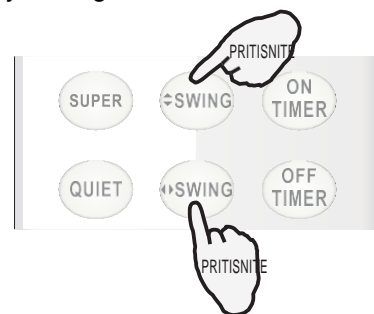 PRITISNITE
SUPER
SWING
ON
TIMER
QUIET
SWING
OFF
TIMER
PRITISNITE